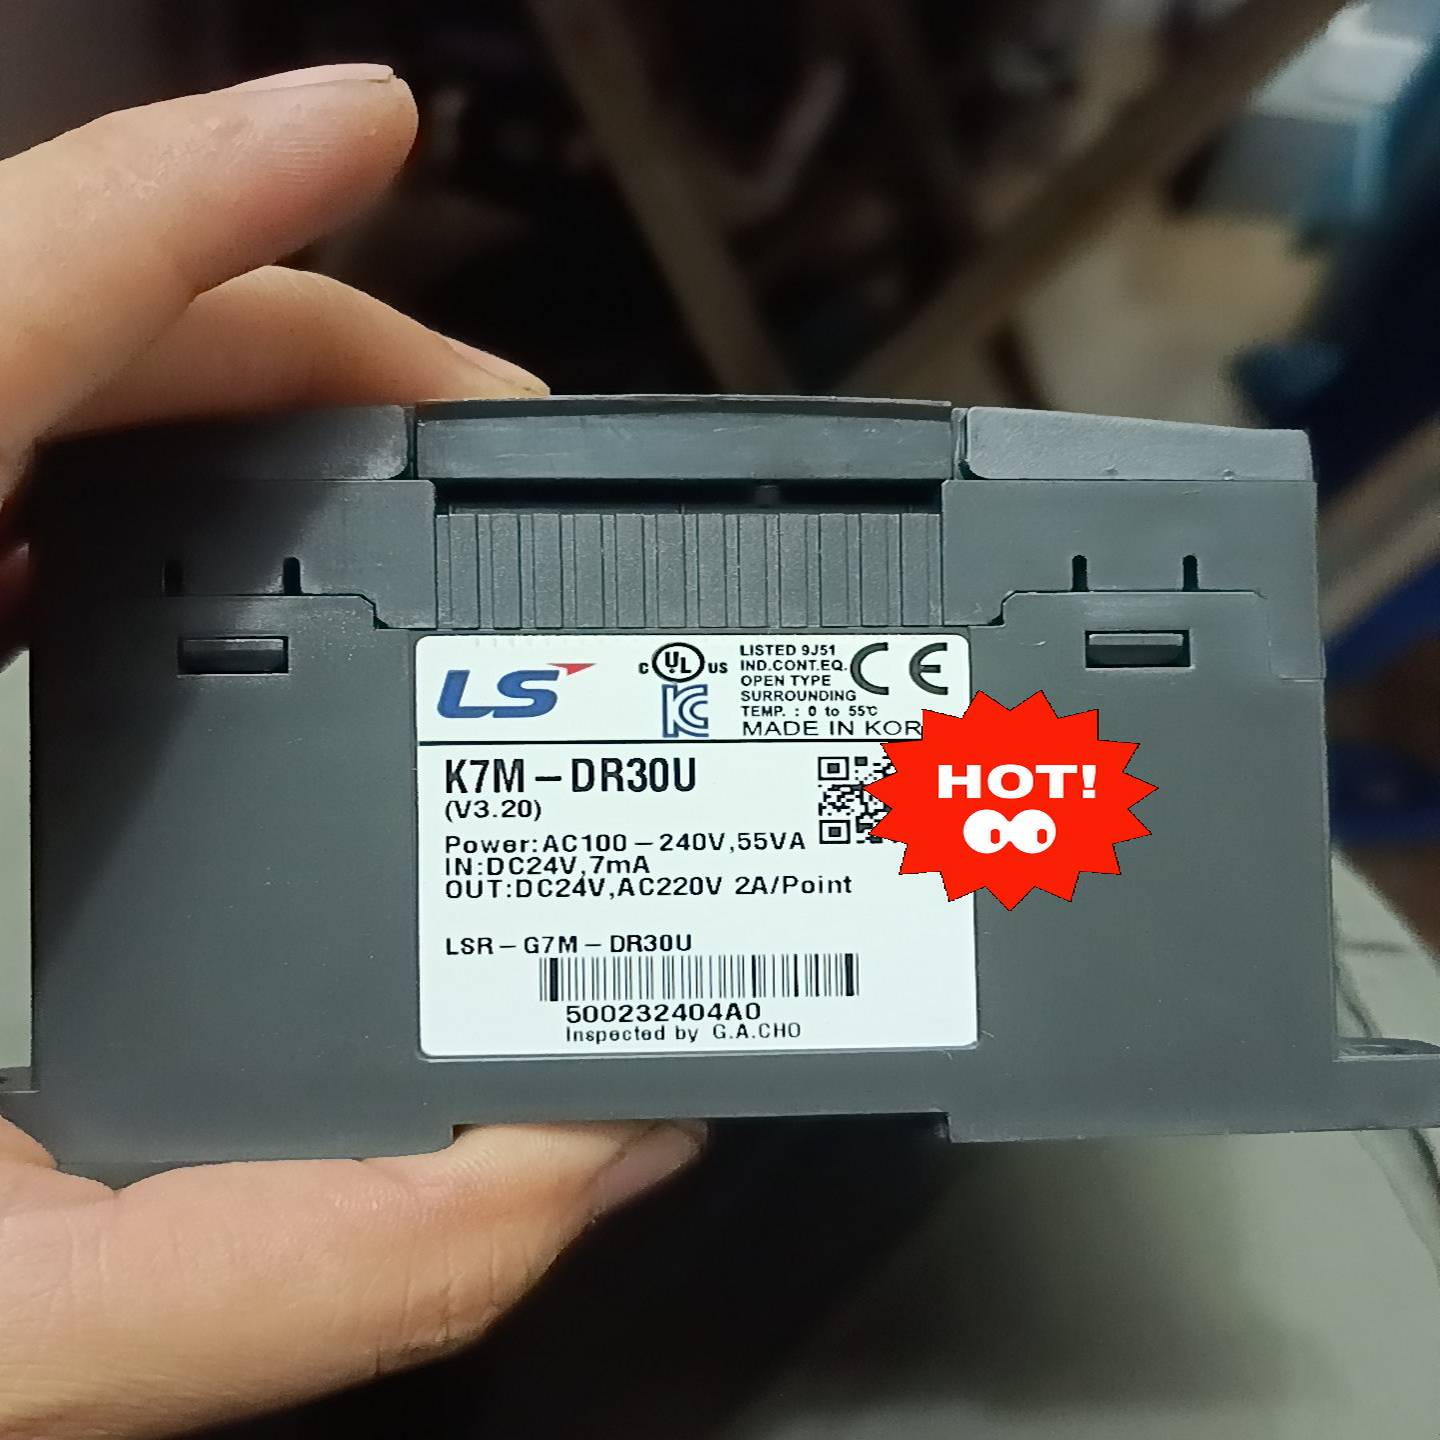 LS
C UL US
KC
LISTED 9J51
IND.CONT.EQ.
OPEN TYPE
SURROUNDING
TEMP. : 0 to 55℃
CE
MADE IN KOR
K7M-DR30U
(V3.20)
Power:AC100-240V,55VA
IN:DC24V,7mA
OUT:DC24V,AC220V 2A/Point
HOT!
LSR-G7M-DR30U
500232404A0
Inspected by G.A.CHO